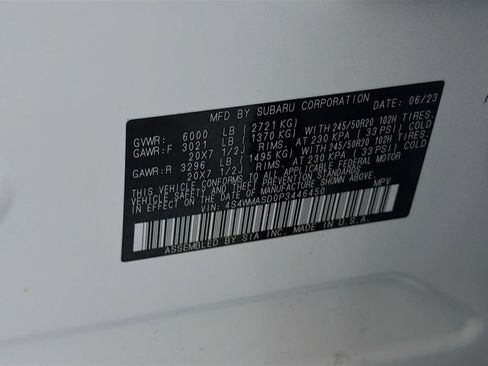 MFD BY SUBARU CORPORATION DATE: 06/23
GVWR: 6000 LB (2721 KG)
GAWR:F 3021 LB (1370 KG) WITH 245/50R20 102H TIRES.
20X7 1/2J RIMS. AT 230 KPA ( 33 PSI) COLD
GAWR:R 3296 LB (1495 KG) WITH 245/50R20 102H TIRES.
20X7 1/2J RIMS. AT 230 KPA ( 33 PSI) COLD
THIS VEHICLE CONFORMS TO ALL APPLICABLE FEDERAL MOTOR
VEHICLE SAFETY AND THEFT PREVENTION STANDARDS IN EFFECT ON THE
DATE OF MANUFACTURE SHOWN ABOVE.
VIN: 4S4WMASD0P3446450 MPV
ASSEMBLED BY SIA INC. MADE IN U.S.A.